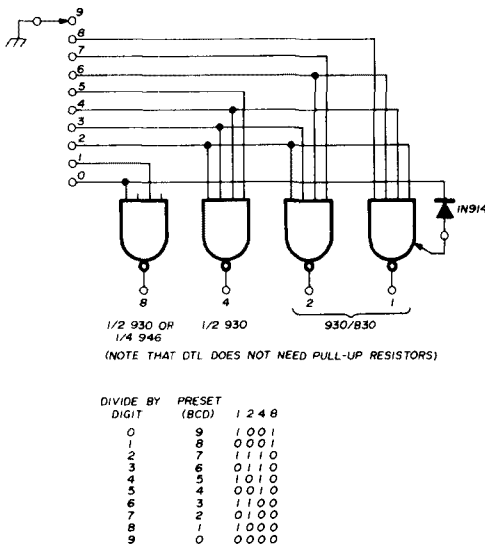 9
8
7
6
5
4
3
2
1
0
IN914
8 4 2 1
1/2 930 OR 1/2 930 930/830
1/4 946
(NOTE THAT DTL DOES NOT NEED PULL-UP RESISTORS)
DIVIDE BY PRESET
DIGIT (BCD) 1 2 4 8
0 9 1 0 0 1
1 8 0 0 0 1
2 7 1 1 1 0
3 6 0 1 1 0
4 5 1 0 1 0
5 4 0 0 1 0
6 3 1 1 0 0
7 2 0 1 0 0
8 1 1 0 0 0
9 0 0 0 0 0